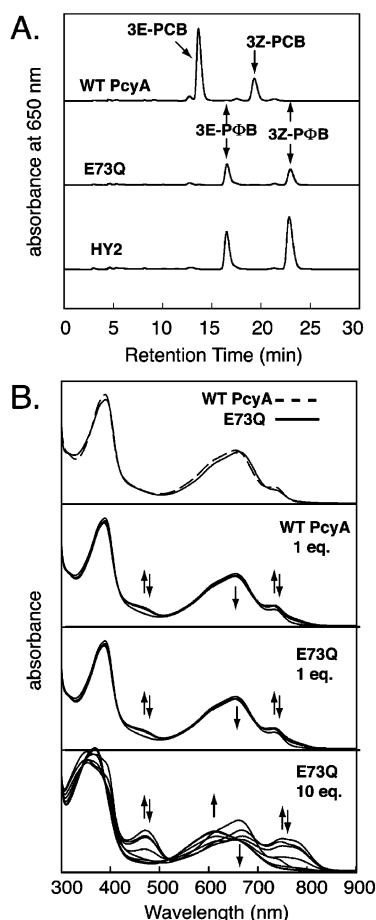 A.
3E-PCB
3Z-PCB
WT PcyA
3E-PΦB
3Z-PΦB
E73Q
HY2
absorbance at 650 nm
0 5 10 15 20 25 30
Retention Time (min)
B.
WT PcyA
E73Q
WT PcyA
1 eq.
E73Q
1 eq.
E73Q
10 eq.
absorbance
300 400 500 600 700 800 900
Wavelength (nm)